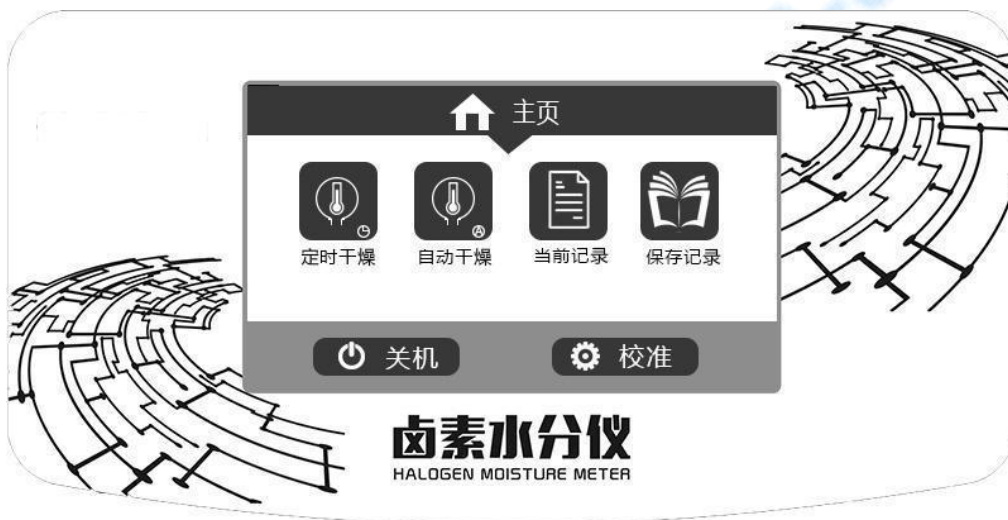 主页
定时干燥
自动干燥
当前记录
保存记录
关机
校准
卤素水分仪
HALOGEN MOISTURE METER